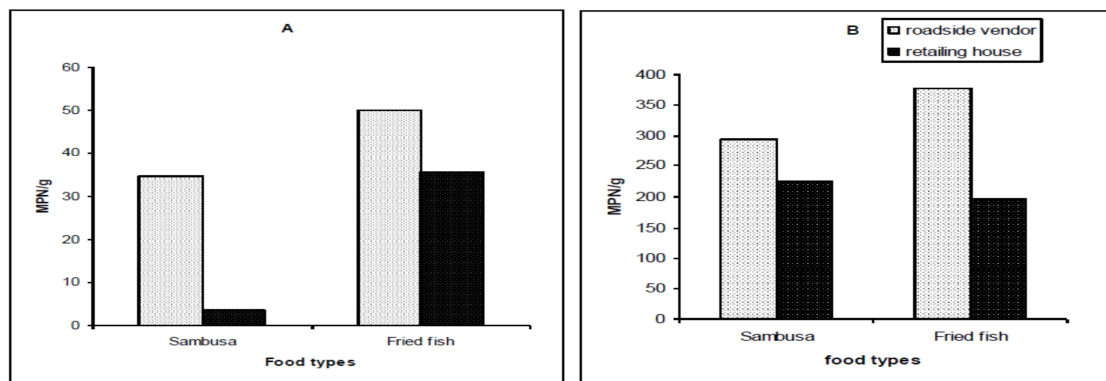 A
60
50
40
30
20
10
0
MPN/g
Sambusa Fried fish
Food types
B
roadside vendor
retailing house
400
350
300
250
200
150
100
50
0
MPN/g
Sambusa Fried fish
food types